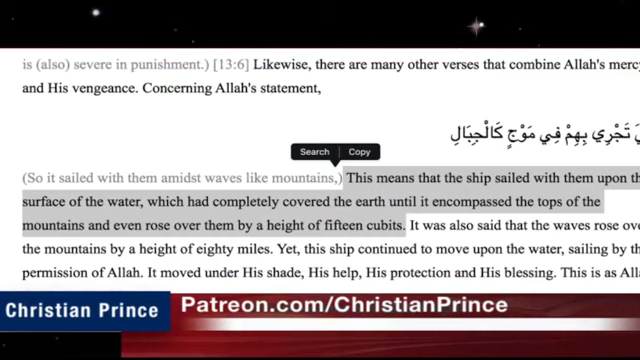 is (also) severe in punishment.) [13:6] Likewise, there are many other verses that combine Allah's mercy
and His vengeance. Concerning Allah's statement,
تَجْرِي بِهِمْ فِي مَوْجٍ كَالْجِبَالِ
Search Copy
(So it sailed with them amidst waves like mountains,) This means that the ship sailed with them upon th
surface of the water, which had completely covered the earth until it encompassed the tops of the
mountains and even rose over them by a height of fifteen cubits. It was also said that the waves rose ove
the mountains by a height of eighty miles. Yet, this ship continued to move upon the water, sailing by th
permission of Allah. It moved under His shade, His help, His protection and His blessing. This is as Alla
Christian Prince
Patreon.com/ChristianPrince